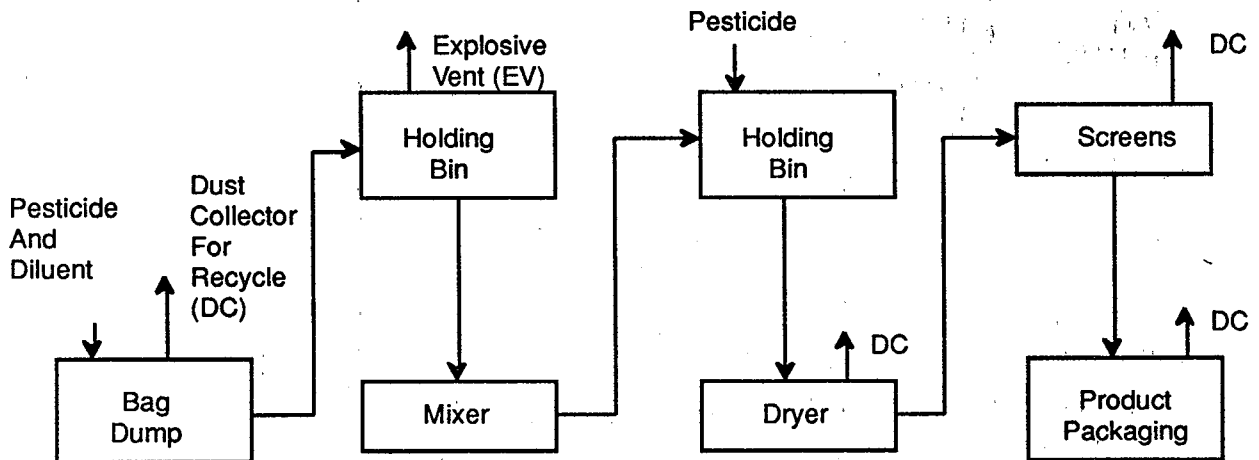 Pesticide
And
Diluent
Dust
Collector
For
Recycle
(DC)
Bag
Dump
Explosive
Vent (EV)
Holding
Bin
Mixer
Pesticide
Holding
Bin
DC
Dryer
DC
Screens
DC
Product
Packaging